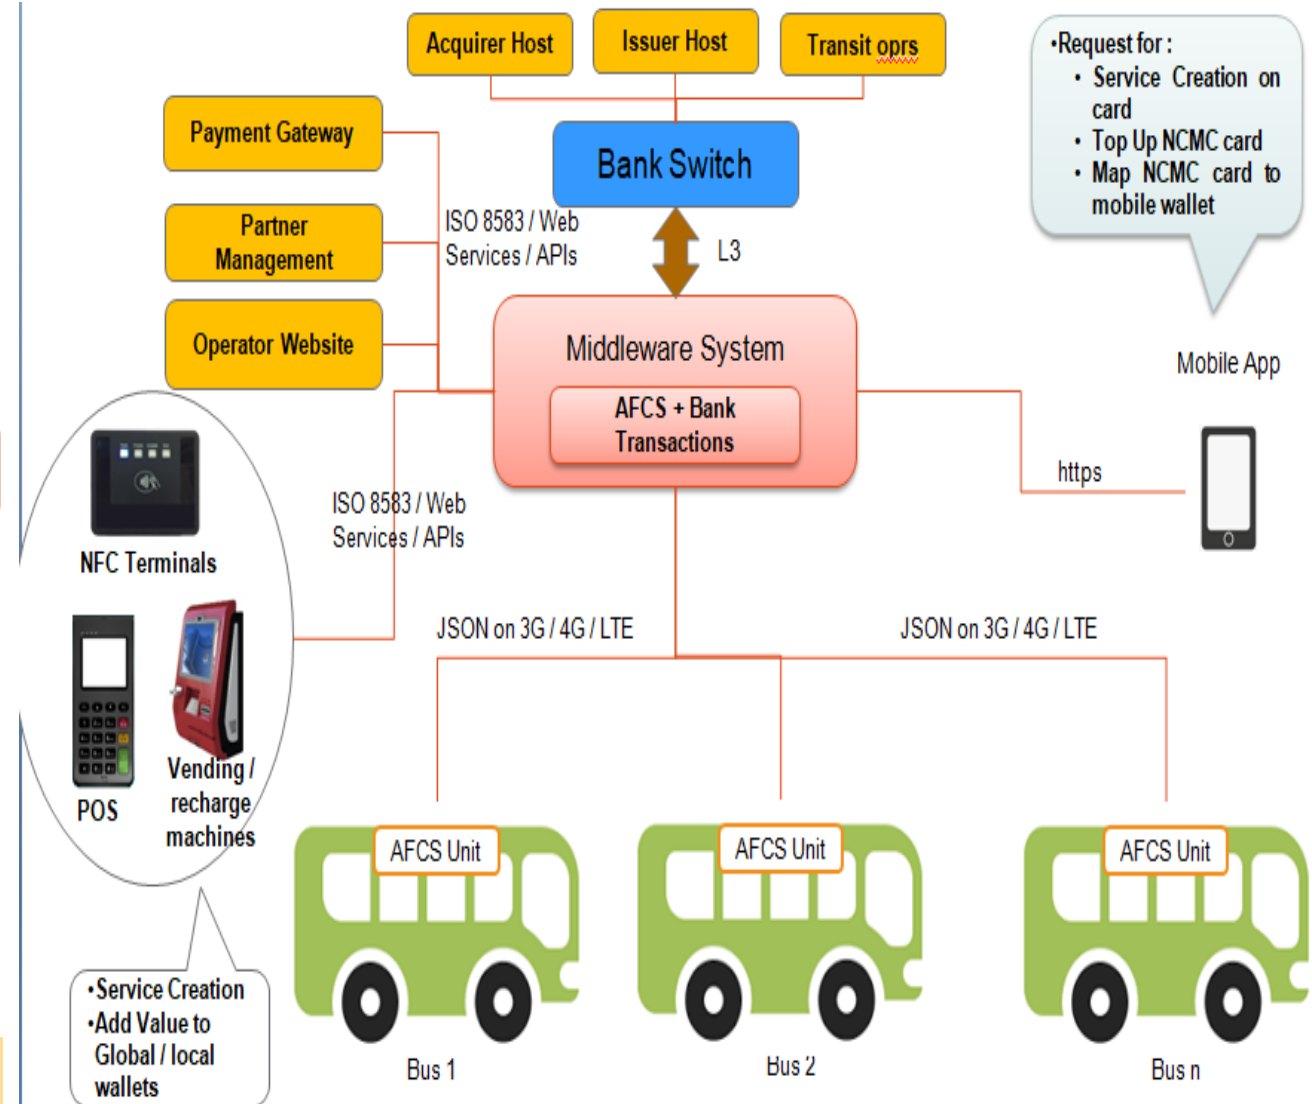 Acquirer Host
Issuer Host
Transit oprs
•Request for :
• Service Creation on
card
• Top Up NCMC card
• Map NCMC card to
mobile wallet
Payment Gateway
Bank Switch
Partner
Management
ISO 8583 / Web
Services / APIs
L3
Operator Website
Middleware System
AFCS + Bank
Transactions
Mobile App
https
NFC Terminals
ISO 8583 / Web
Services / APIs
JSON on 3G / 4G / LTE
JSON on 3G / 4G / LTE
POS
Vending /
recharge
machines
AFCS Unit
AFCS Unit
AFCS Unit
•Service Creation
•Add Value to
Global / local
wallets
Bus 1
Bus 2
Bus n